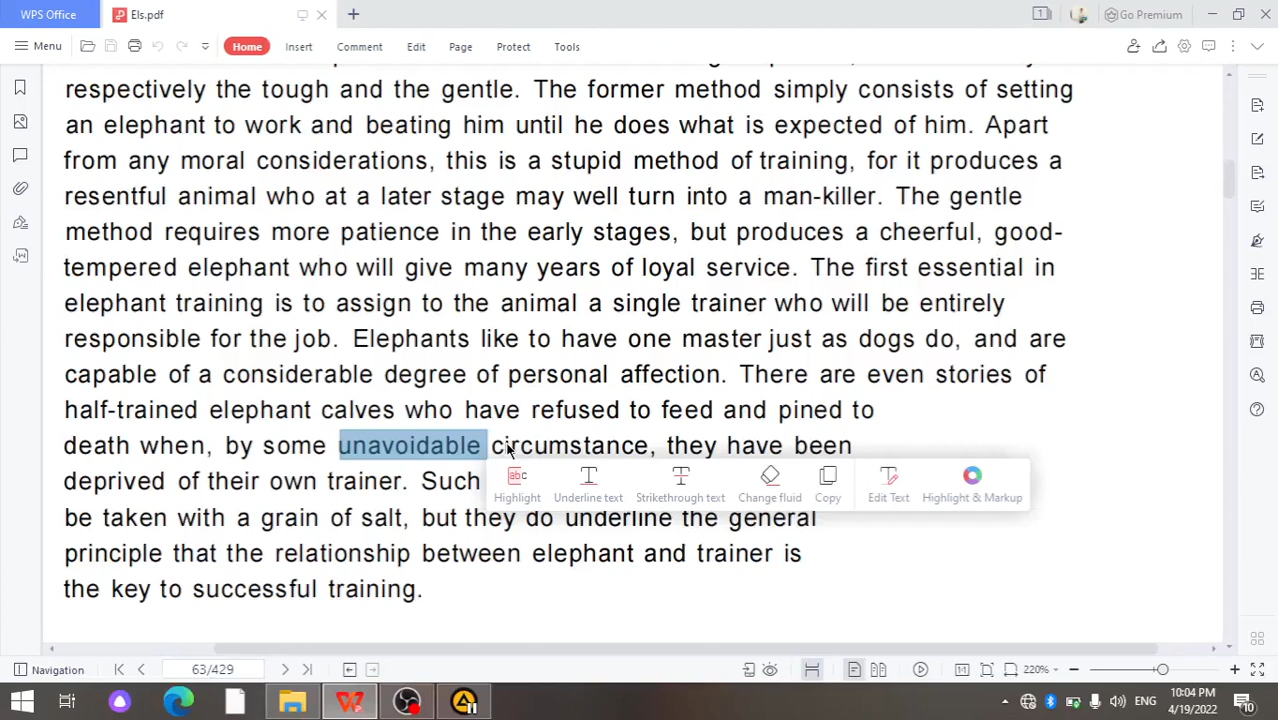 WPS Office
Els.pdf
1
Go Premium
Menu
Home
Insert
Comment
Edit
Page
Protect
Tools
respectively the tough and the gentle. The former method simply consists of setting
an elephant to work and beating him until he does what is expected of him. Apart
from any moral considerations, this is a stupid method of training, for it produces a
resentful animal who at a later stage may well turn into a man-killer. The gentle
method requires more patience in the early stages, but produces a cheerful, good-
tempered elephant who will give many years of loyal service. The first essential in
elephant training is to assign to the animal a single trainer who will be entirely
responsible for the job. Elephants like to have one master just as dogs do, and are
capable of a considerable degree of personal affection. There are even stories of
half-trained elephant calves who have refused to feed and pined to
death when, by some unavoidable circumstance, they have been
deprived of their own trainer. Such
abc
Highlight
Underline text
Strikethrough text
Change fluid
Copy
Edit Text
Highlight & Markup
be taken with a grain of salt, but they do underline the general
principle that the relationship between elephant and trainer is
the key to successful training.
Navigation
63/429
220%
ENG
10:04 PM
4/19/2022
10